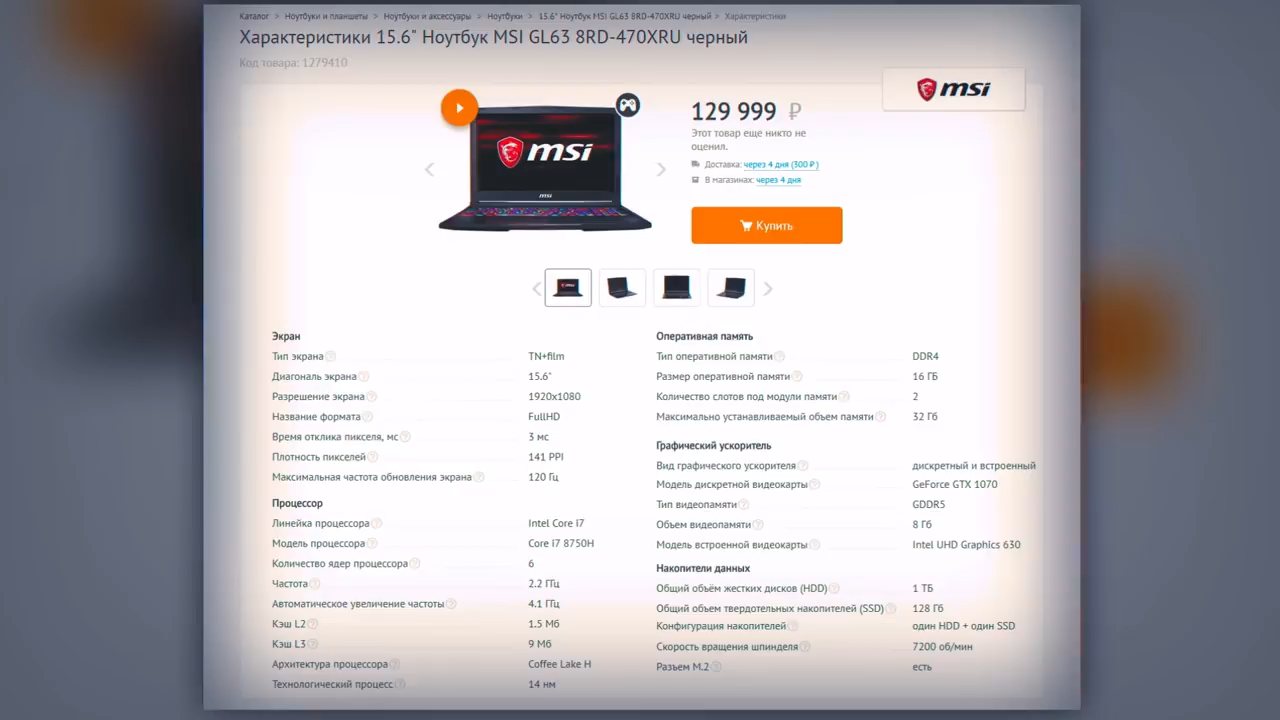 Каталог > Ноутбуки и планшеты > Ноутбуки и аксессуары > Ноутбуки > 15.6" Ноутбук MSI GL63 8RD-470XRU черный > Характеристики
Характеристики 15.6" Ноутбук MSI GL63 8RD-470XRU черный
Код товара: 1279410
msi
msi
msi
129 999 ₽
Этот товар еще никто не
оценил.
Доставка: через 4 дня (300 ₽)
В магазинах: через 4 дня
Купить
Экран
Тип экрана TN+film
Диагональ экрана 15.6"
Разрешение экрана 1920x1080
Название формата FullHD
Время отклика пикселя, мс 3 мс
Плотность пикселей 141 PPI
Максимальная частота обновления экрана 120 Гц
Процессор
Линейка процессора Intel Core i7
Модель процессора Core i7 8750H
Количество ядер процессора 6
Частота 2.2 ГГц
Автоматическое увеличение частоты 4.1 ГГц
Кэш L2 1.5 Мб
Кэш L3 9 Мб
Архитектура процессора Coffee Lake H
Технологический процесс 14 нм
Оперативная память
Тип оперативной памяти DDR4
Размер оперативной памяти 16 ГБ
Количество слотов под модули памяти 2
Максимально устанавливаемый объем памяти 32 Гб
Графический ускоритель
Вид графического ускорителя дискретный и встроенный
Модель дискретной видеокарты GeForce GTX 1070
Тип видеопамяти GDDR5
Объем видеопамяти 8 Гб
Модель встроенной видеокарты Intel UHD Graphics 630
Накопители данных
Общий объём жестких дисков (HDD) 1 ТБ
Общий объем твердотельных накопителей (SSD) 128 Гб
Конфигурация накопителей один HDD + один SSD
Скорость вращения шпинделя 7200 об/мин
Разъем M.2 есть